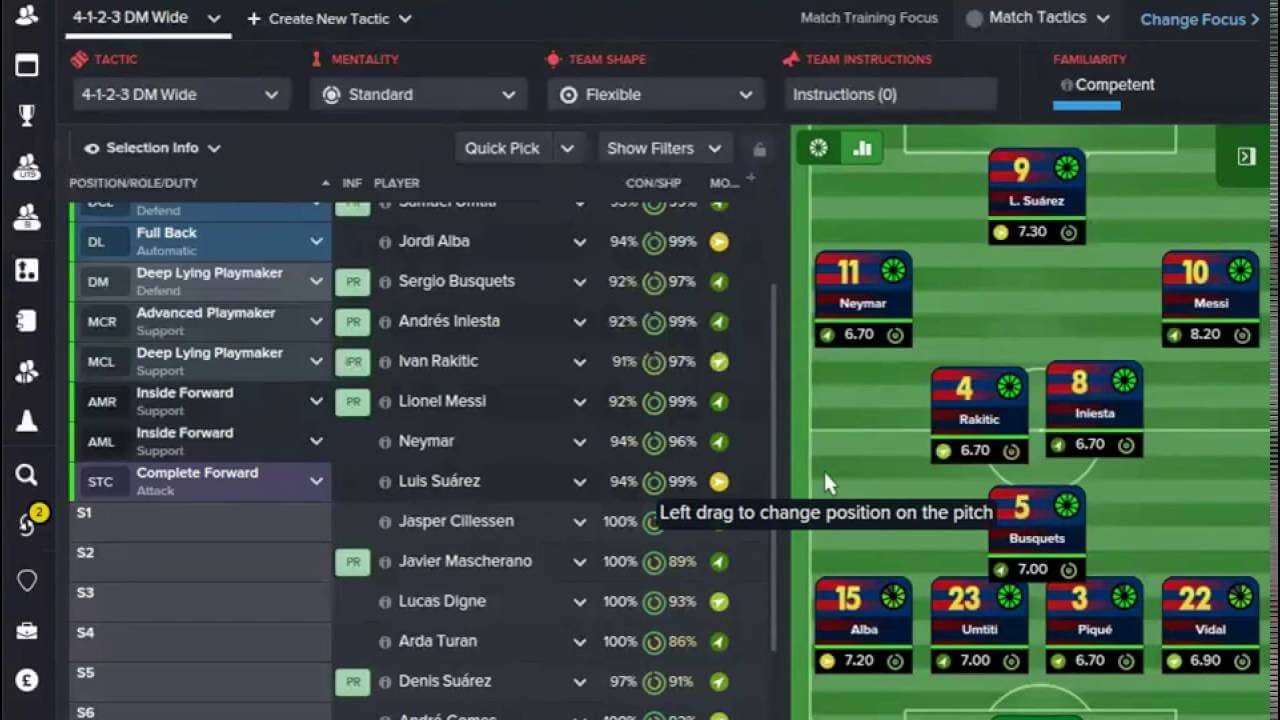 4-1-2-3 DM Wide
+ Create New Tactic
Match Training Focus
Match Tactics
Change Focus >
TACTIC
MENTALITY
TEAM SHAPE
TEAM INSTRUCTIONS
FAMILIARITY
4-1-2-3 DM Wide
Standard
Flexible
Instructions (0)
Competent
Selection Info
Quick Pick
Show Filters
POSITION/ROLE/DUTY
INF
PLAYER
CON/SHP
MO...
+
Defend
DL Full Back
Automatic
Jordi Alba 94% 99%
DM Deep Lying Playmaker
Defend
PR Sergio Busquets 92% 97%
MCR Advanced Playmaker
Support
PR Andrés Iniesta 92% 99%
MCL Deep Lying Playmaker
Support
IPR Ivan Rakitic 91% 97%
AMR Inside Forward
Support
PR Lionel Messi 92% 99%
AML Inside Forward
Support
Neymar 94% 96%
STC Complete Forward
Attack
Luis Suárez 94% 99%
S1 Jasper Cillessen 100%
S2 PR Javier Mascherano 100% 89%
S3 Lucas Digne 100% 93%
S4 Arda Turan 100% 86%
S5 PR Denis Suárez 97% 91%
S6
Left drag to change position on the pitch
9
L. Suárez
7.30
11
Neymar
6.70
10
Messi
8.20
4
Rakitic
6.70
8
Iniesta
6.70
5
Busquets
7.00
15
Alba
7.20
23
Umtiti
7.00
3
Piqué
6.70
22
Vidal
6.90
U19
B
2
£